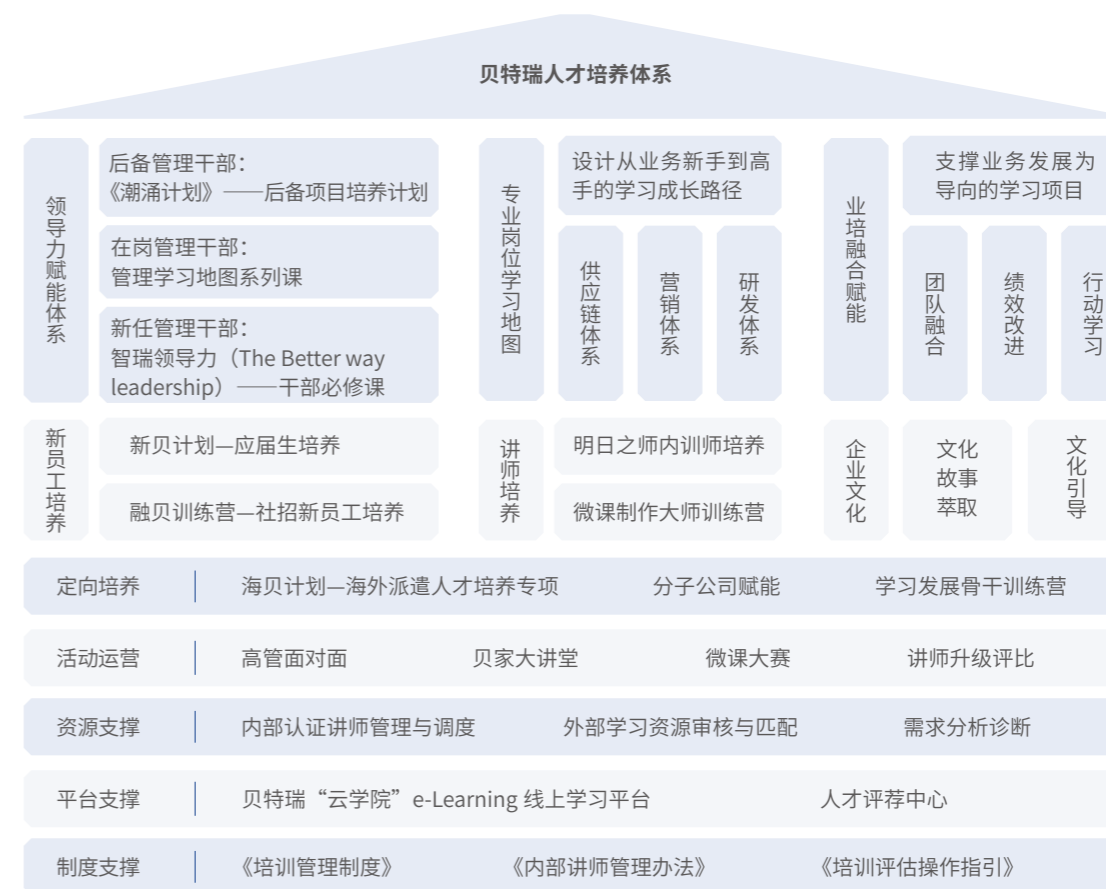 贝特瑞人才培养体系
领导力赋能体系
后备管理干部：
《潮涌计划》——后备项目培养计划
在岗管理干部：
管理学习地图系列课
新任管理干部：
智瑞领导力（The Better way
leadership）——干部必修课
专业岗位学习地图
设计从业务新手到高
手的学习成长路径
供应链体系
营销体系
研发体系
业培融合赋能
支撑业务发展为
导向的学习项目
团队融合
绩效改进
行动学习
新员工培养
新贝计划—应届生培养
融贝训练营—社招新员工培养
讲师培养
明日之师内训师培养
微课制作大师训练营
企业文化
文化
故事
萃取
文化引导
定向培养
海贝计划—海外派遣人才培养专项
分子公司赋能
学习发展骨干训练营
活动运营
高管面对面
贝家大讲堂
微课大赛
讲师升级评比
资源支撑
内部认证讲师管理与调度
外部学习资源审核与匹配
需求分析诊断
平台支撑
贝特瑞“云学院”e-Learning 线上学习平台
人才评荐中心
制度支撑
《培训管理制度》
《内部讲师管理办法》
《培训评估操作指引》